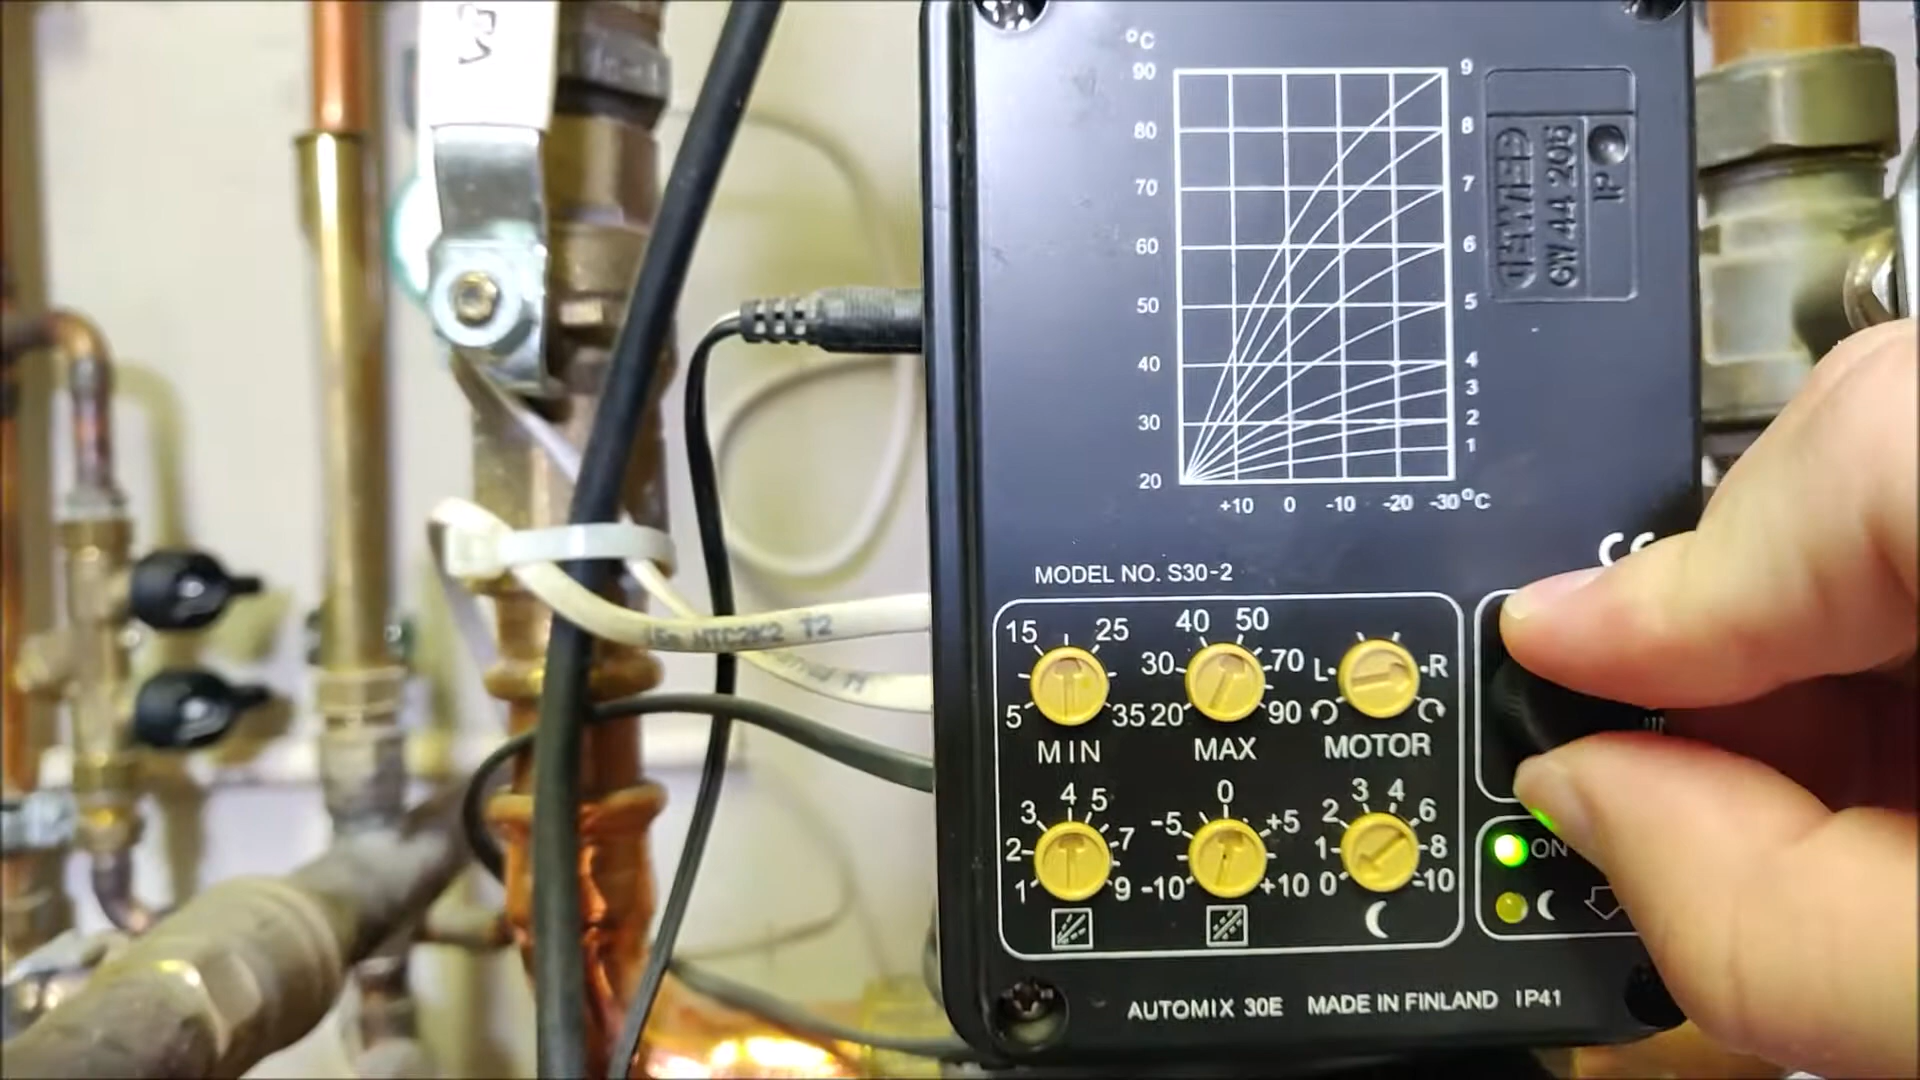 °C
90
80
70
60
50
40
30
20
9
8
7
6
5
4
3
2
1
+10 0 -10 -20 -30 °C
GEWISS
GW 44 205
IP
CE
MODEL NO. S30-2
15 25
5 35
MIN
40 50
30 70
20 90
MAX
L R
MOTOR
4
3 5
2 7
1 9
0
-5 +5
-10 +10
3 4
2 6
1 8
0 10
ON
AUTOMIX 30E MADE IN FINLAND IP41
15m NTC2K2 T2